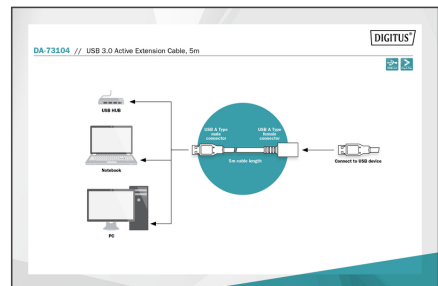 DIGITUS®
DA-73104 // USB 3.0 Active Extension Cable, 5m
USB HUB
USB A Type
male
connector
USB A Type
female
connector
5m cable length
Notebook
Connect to USB device
PC